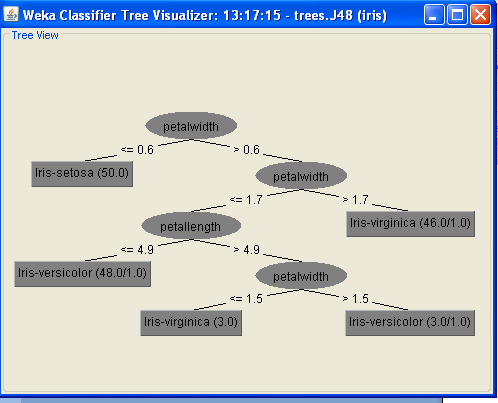 Weka Classifier Tree Visualizer: 13:17:15 - trees.J48 (iris)
Tree View
petalwidth
<= 0.6
> 0.6
Iris-setosa (50.0)
petalwidth
<= 1.7
> 1.7
petallength
Iris-virginica (46.0/1.0)
<= 4.9
> 4.9
Iris-versicolor (48.0/1.0)
petalwidth
<= 1.5
> 1.5
Iris-virginica (3.0)
Iris-versicolor (3.0/1.0)